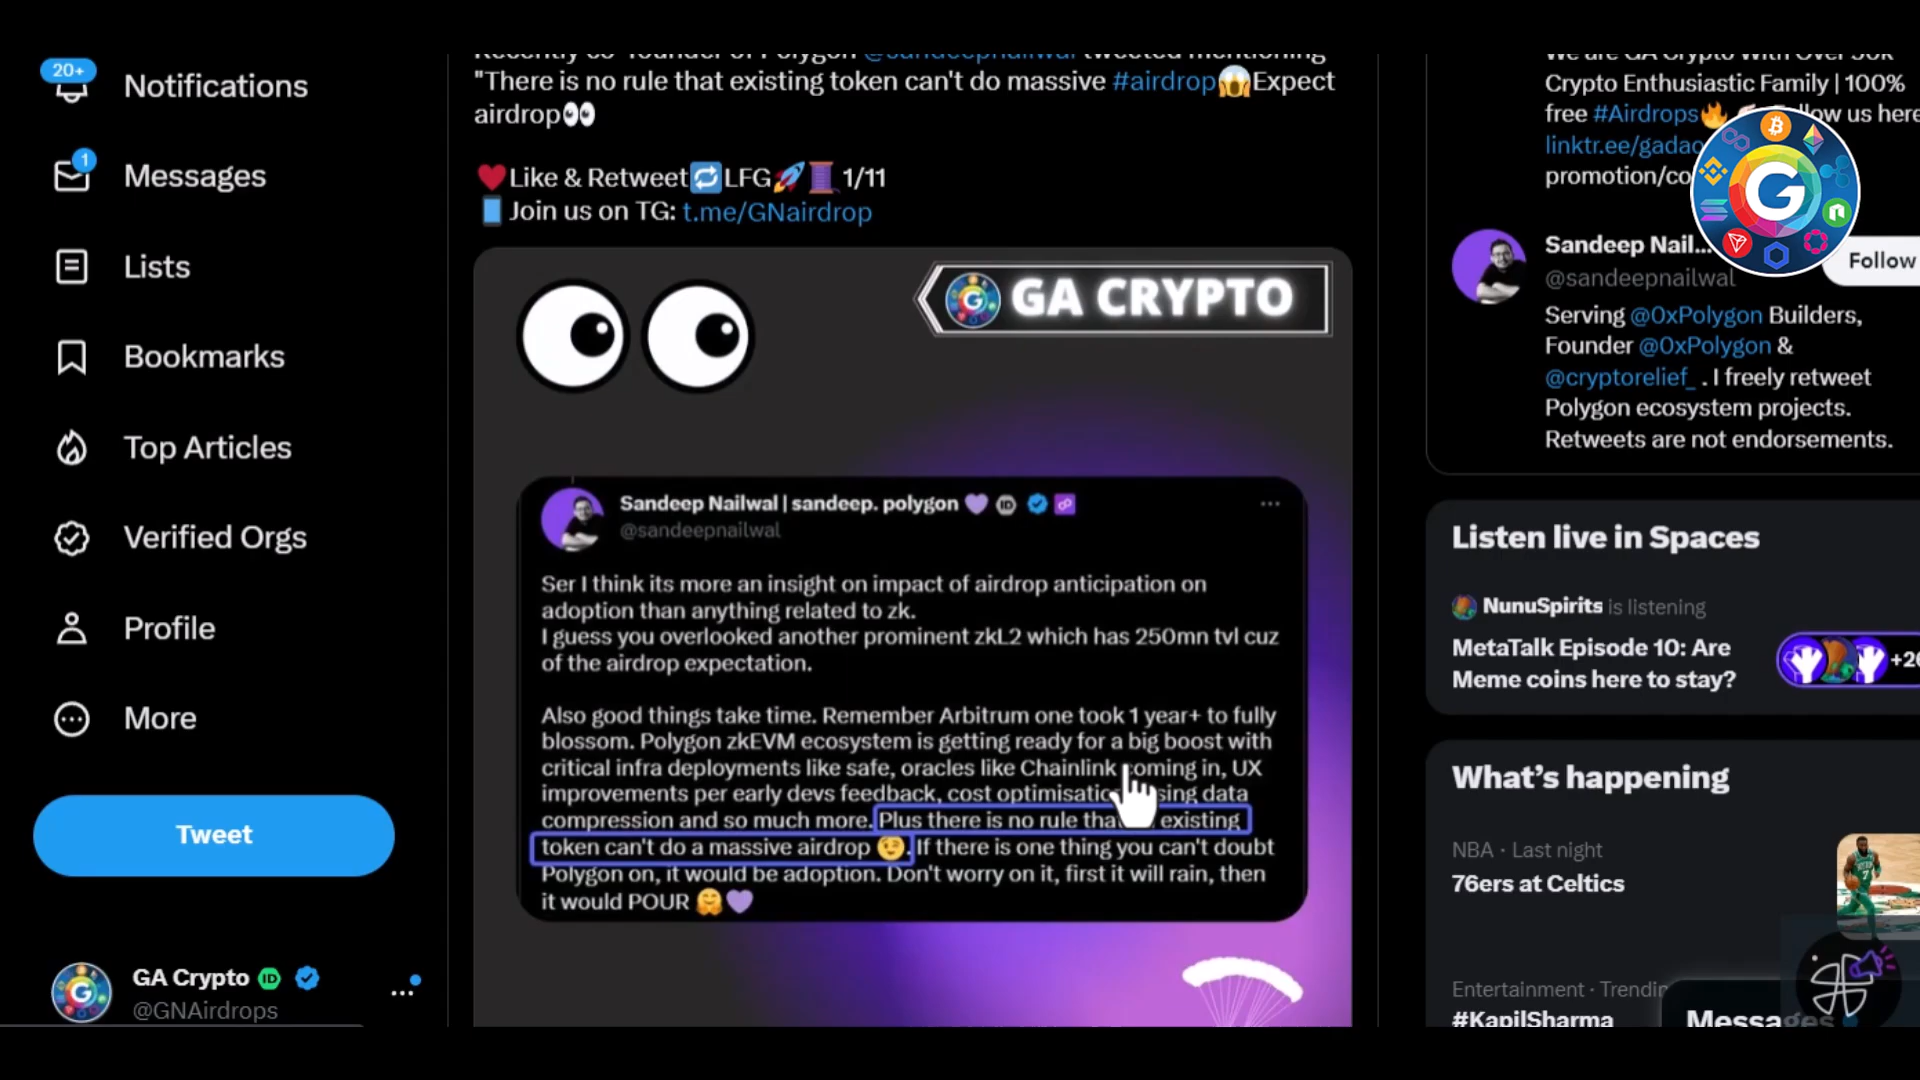 20+
Notifications
1
Messages
Lists
Bookmarks
Top Articles
Verified Orgs
Profile
More
Tweet
GA Crypto
@GNAirdrops
Recently co-founder of Polygon @sandeepnailwal tweeted mentioning
"There is no rule that existing token can't do massive #airdrop😱Expect
airdrop👀
❤️Like & Retweet🔁LFG🚀🧵 1/11
📱Join us on TG: t.me/GNairdrop
GA CRYPTO
Sandeep Nailwal | sandeep. polygon 💜
@sandeepnailwal
Ser I think its more an insight on impact of airdrop anticipation on
adoption than anything related to zk.
I guess you overlooked another prominent zkL2 which has 250mn tvl cuz
of the airdrop expectation.
Also good things take time. Remember Arbitrum one took 1 year+ to fully
blossom. Polygon zkEVM ecosystem is getting ready for a big boost with
critical infra deployments like safe, oracles like Chainlink coming in, UX
improvements per early devs feedback, cost optimisatio sing data
compression and so much more. Plus there is no rule tha existing
token can't do a massive airdrop 😉. If there is one thing you can't doubt
Polygon on, it would be adoption. Don't worry on it, first it will rain, then
it would POUR 🤗💜
We are GA Crypto With Over 50k
Crypto Enthusiastic Family | 100%
free #Airdrops🔥 Follow us here
linktr.ee/gadao
promotion/co
G
Sandeep Nail...
@sandeepnailwal
Follow
Serving @0xPolygon Builders,
Founder @0xPolygon &
@cryptorelief_ . I freely retweet
Polygon ecosystem projects.
Retweets are not endorsements.
Listen live in Spaces
NunuSpirits is listening
MetaTalk Episode 10: Are
Meme coins here to stay?
+20
What's happening
NBA · Last night
76ers at Celtics
Entertainment · Trending
#KapilSharma
Messages